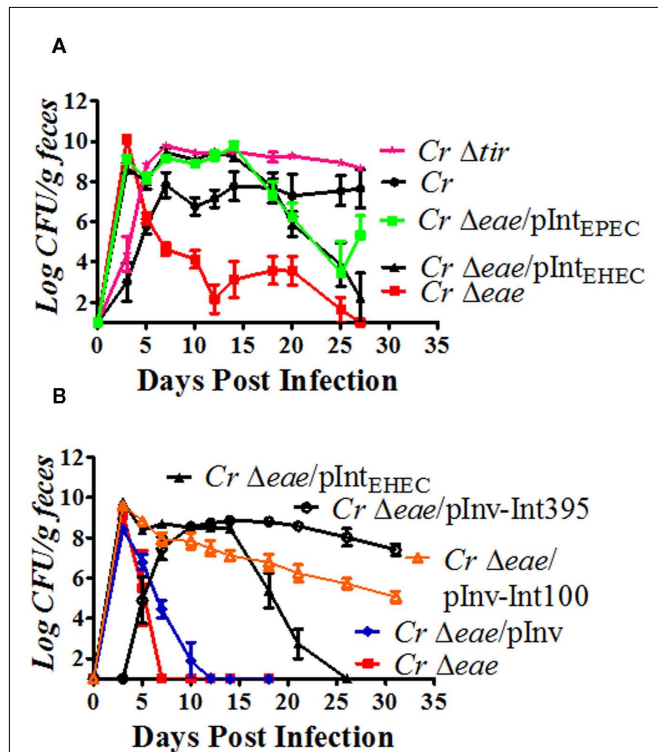 A
Log CFU/g feces
12
10
8
6
4
2
0 5 10 15 20 25 30 35
Days Post Infection
Cr Δtir
Cr
Cr Δeae/pIntEPEC
Cr Δeae/pIntEHEC
Cr Δeae
B
Log CFU/g feces
12
10
8
6
4
2
0 5 10 15 20 25 30 35
Days Post Infection
Cr Δeae/pIntEHEC
Cr Δeae/pInv-Int395
Cr Δeae/
pInv-Int100
Cr Δeae/pInv
Cr Δeae